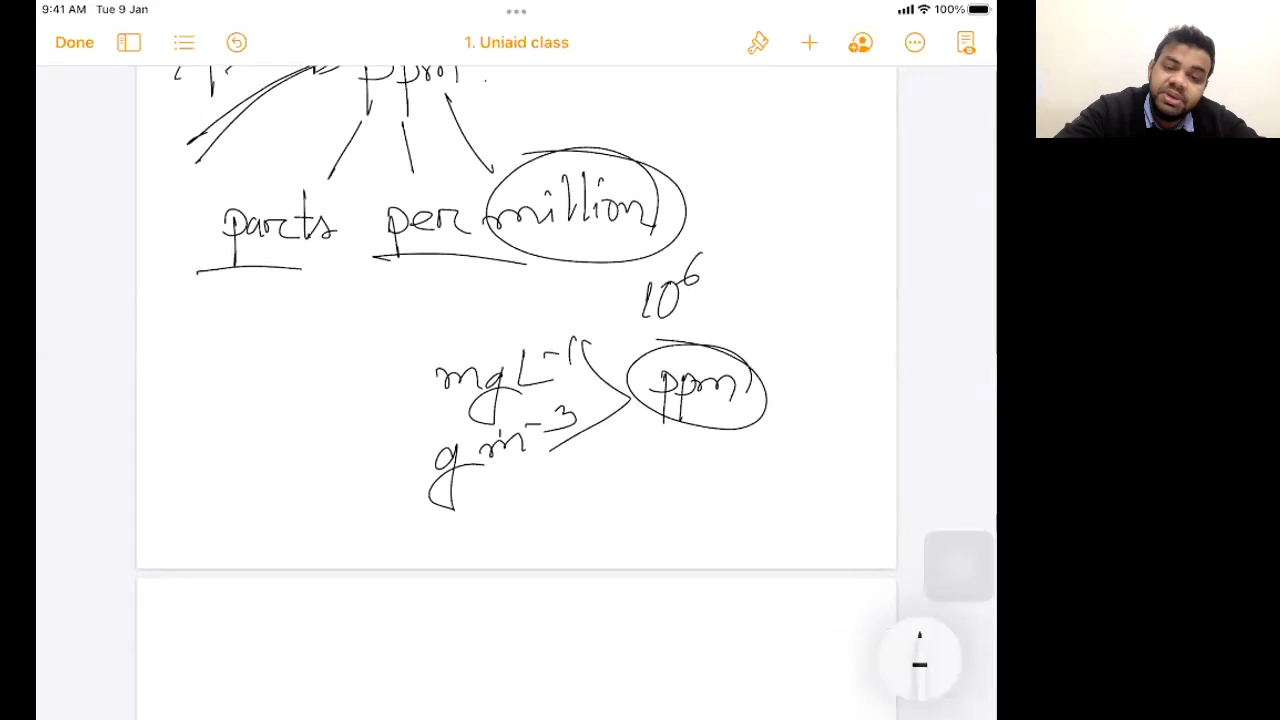 9:41 AM Tue 9 Jan
100%
Done
1. Uniaid class
ppm
parts per million
10⁶
mg L⁻¹
ppm
g m⁻³